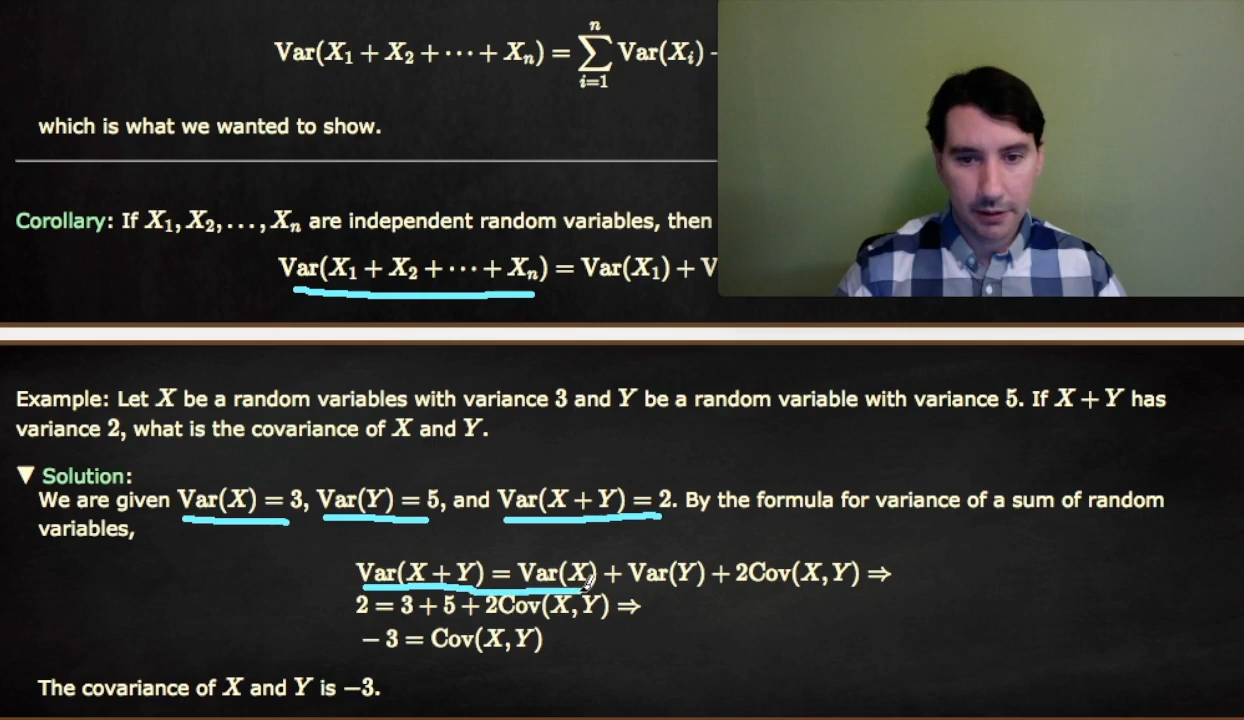 Var(X₁ + X₂ + ⋯ + Xₙ) = ∑ⁿᵢ₌₁ Var(Xᵢ) -
which is what we wanted to show.
Corollary: If X₁, X₂, …, Xₙ are independent random variables, then
Var(X₁ + X₂ + ⋯ + Xₙ) = Var(X₁) + V
Example: Let X be a random variables with variance 3 and Y be a random variable with variance 5. If X + Y has
variance 2, what is the covariance of X and Y.
▼ Solution:
We are given Var(X) = 3, Var(Y) = 5, and Var(X + Y) = 2. By the formula for variance of a sum of random
variables,
Var(X + Y) = Var(X) + Var(Y) + 2Cov(X, Y) ⇒
2 = 3 + 5 + 2Cov(X, Y) ⇒
− 3 = Cov(X, Y)
The covariance of X and Y is −3.